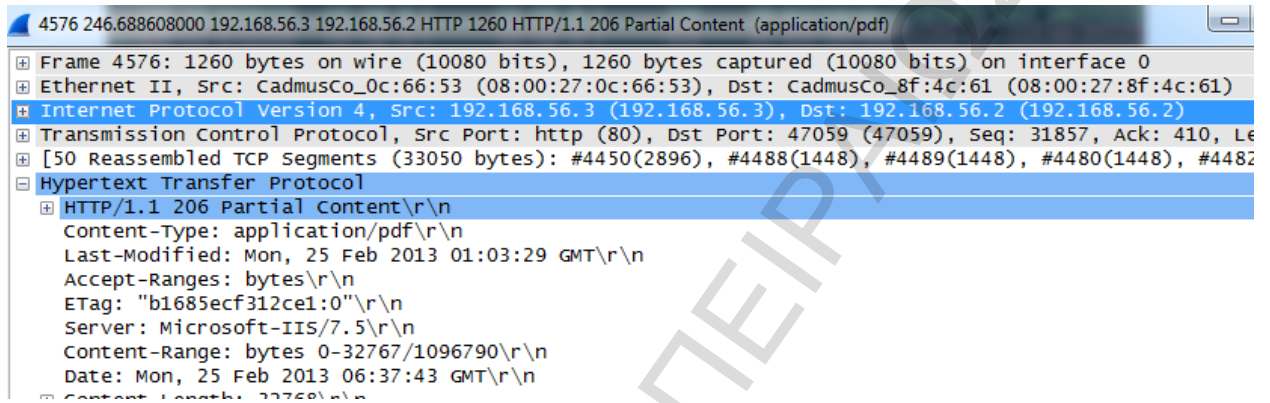 4576 246.688608000 192.168.56.3 192.168.56.2 HTTP 1260 HTTP/1.1 206 Partial Content (application/pdf)
Frame 4576: 1260 bytes on wire (10080 bits), 1260 bytes captured (10080 bits) on interface 0
Ethernet II, Src: CadmusCo_0c:66:53 (08:00:27:0c:66:53), Dst: CadmusCo_8f:4c:61 (08:00:27:8f:4c:61)
Internet Protocol Version 4, Src: 192.168.56.3 (192.168.56.3), Dst: 192.168.56.2 (192.168.56.2)
Transmission Control Protocol, Src Port: http (80), Dst Port: 47059 (47059), Seq: 31857, Ack: 410, Le
[50 Reassembled TCP Segments (33050 bytes): #4450(2896), #4488(1448), #4489(1448), #4480(1448), #4482
Hypertext Transfer Protocol
HTTP/1.1 206 Partial Content\r\n
Content-Type: application/pdf\r\n
Last-Modified: Mon, 25 Feb 2013 01:03:29 GMT\r\n
Accept-Ranges: bytes\r\n
ETag: "b1685ecf312ce1:0"\r\n
Server: Microsoft-IIS/7.5\r\n
Content-Range: bytes 0-32767/1096790\r\n
Date: Mon, 25 Feb 2013 06:37:43 GMT\r\n
Content-Length: 32768\r\n
ΠΕΙΡΑΙΩ